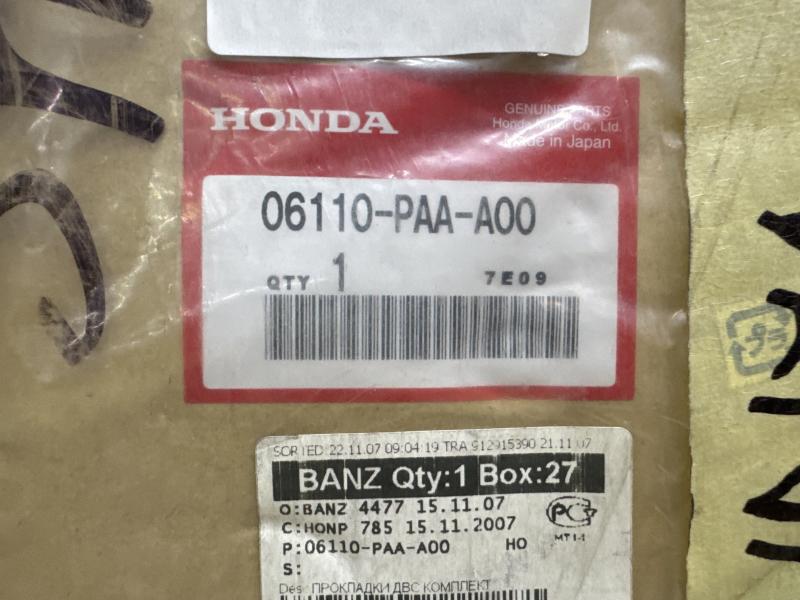 HONDA
GENUINE PARTS
Honda Motor Co., Ltd.
Made in Japan
06110-PAA-A00
QTY 1 7E09
SORTED: 22.11.07 09:04:19 TRA 912915390 21.11.07
BANZ Qty:1 Box:27
O:BANZ 4477 15.11.07
C:HONP 785 15.11.2007
P:06110-PAA-A00 HO
S:
Des: ПРОКЛАДКИ ДВС КОМПЛЕКТ